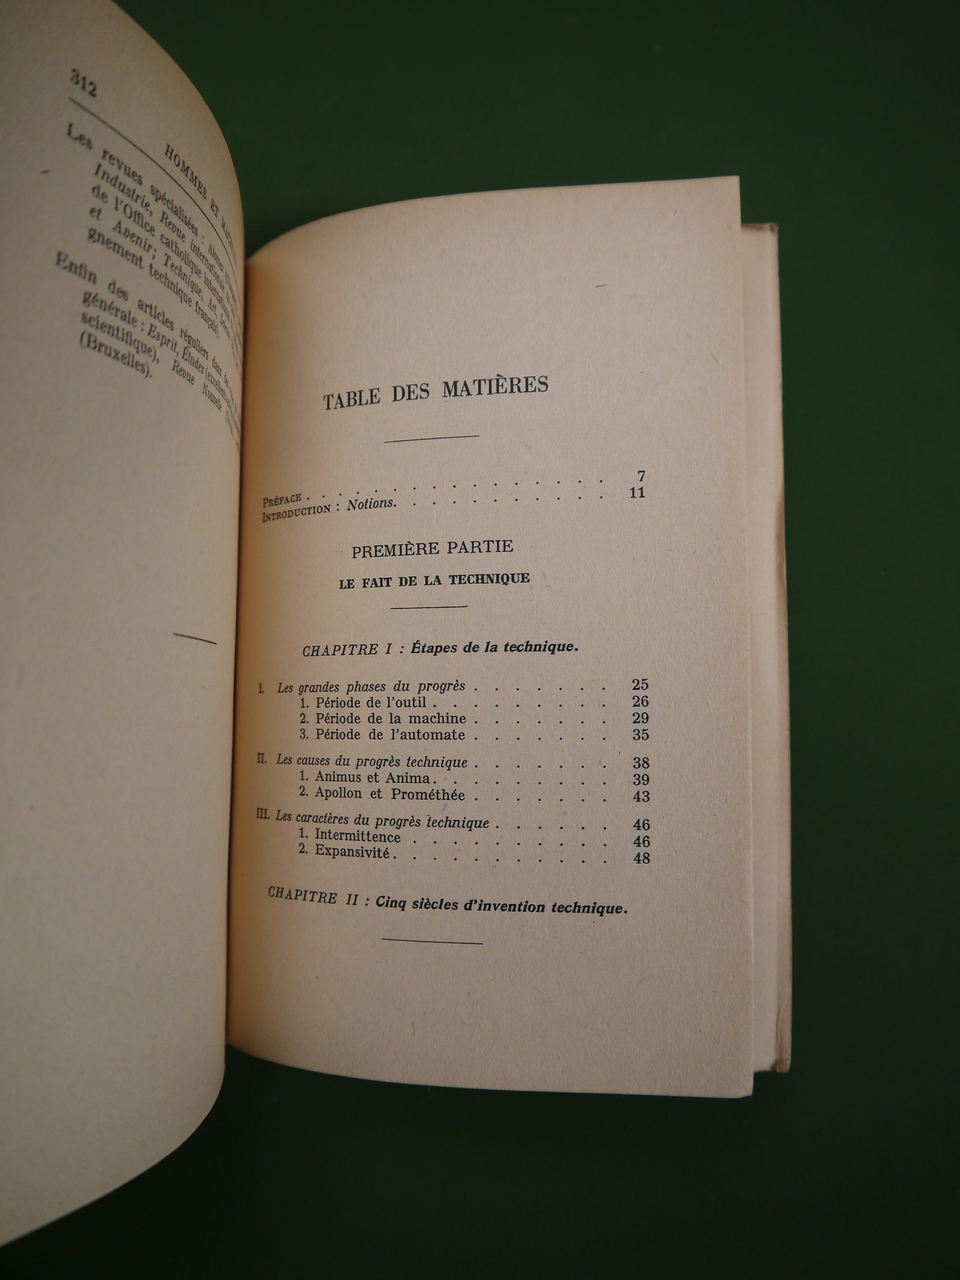 312
HOMMES ET
Les revues spécialisées :
Industrie, Revue internationale
de l'Office catholique
et Avenir; Technique, Art,
gnement technique français).
Enfin des articles réguliers dans
générale : Esprit, Études
scientifique), Revue Nouvelle
(Bruxelles).
TABLE DES MATIÈRES
PRÉFACE . . . . . . . . . . . . . 7
INTRODUCTION : Notions. . . . . . . . . . 11
PREMIÈRE PARTIE
LE FAIT DE LA TECHNIQUE
CHAPITRE I : Étapes de la technique.
I. Les grandes phases du progrès . . . . . . . 25
1. Période de l'outil . . . . . . . . . 26
2. Période de la machine . . . . . . . 29
3. Période de l'automate . . . . . . . 35
II. Les causes du progrès technique . . . . . . . 38
1. Animus et Anima. . . . . . . . . 39
2. Apollon et Prométhée . . . . . . . 43
III. Les caractères du progrès technique . . . . . . 46
1. Intermittence . . . . . . . . . . 46
2. Expansivité . . . . . . . . . . . 48
CHAPITRE II : Cinq siècles d'invention technique.